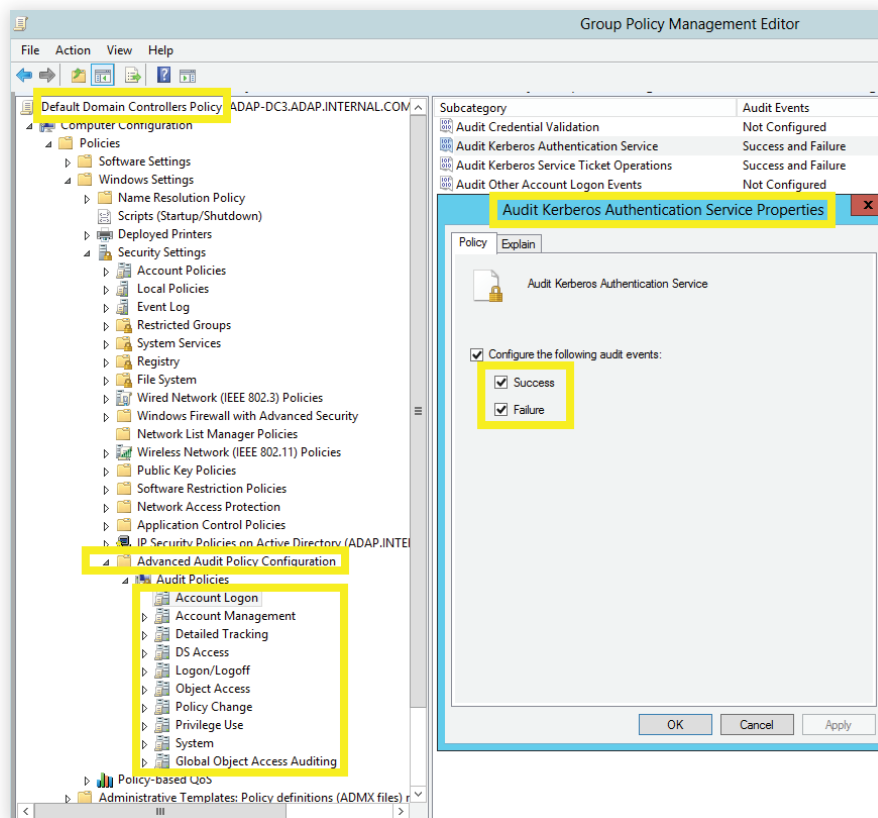 Group Policy Management Editor
File Action View Help
Default Domain Controllers Policy ADAP-DC3.ADAP.INTERNAL.COM
Computer Configuration
Policies
Software Settings
Windows Settings
Name Resolution Policy
Scripts (Startup/Shutdown)
Deployed Printers
Security Settings
Account Policies
Local Policies
Event Log
Restricted Groups
System Services
Registry
File System
Wired Network (IEEE 802.3) Policies
Windows Firewall with Advanced Security
Network List Manager Policies
Wireless Network (IEEE 802.11) Policies
Public Key Policies
Software Restriction Policies
Network Access Protection
Application Control Policies
IP Security Policies on Active Directory (ADAP.INTE
Advanced Audit Policy Configuration
Audit Policies
Account Logon
Account Management
Detailed Tracking
DS Access
Logon/Logoff
Object Access
Policy Change
Privilege Use
System
Global Object Access Auditing
Policy-based QoS
Administrative Templates: Policy definitions (ADMX files) r
Subcategory Audit Events
Audit Credential Validation Not Configured
Audit Kerberos Authentication Service Success and Failure
Audit Kerberos Service Ticket Operations Success and Failure
Audit Other Account Logon Events Not Configured
Audit Kerberos Authentication Service Properties x
Policy Explain
Audit Kerberos Authentication Service
Configure the following audit events:
Success
Failure
OK Cancel Apply